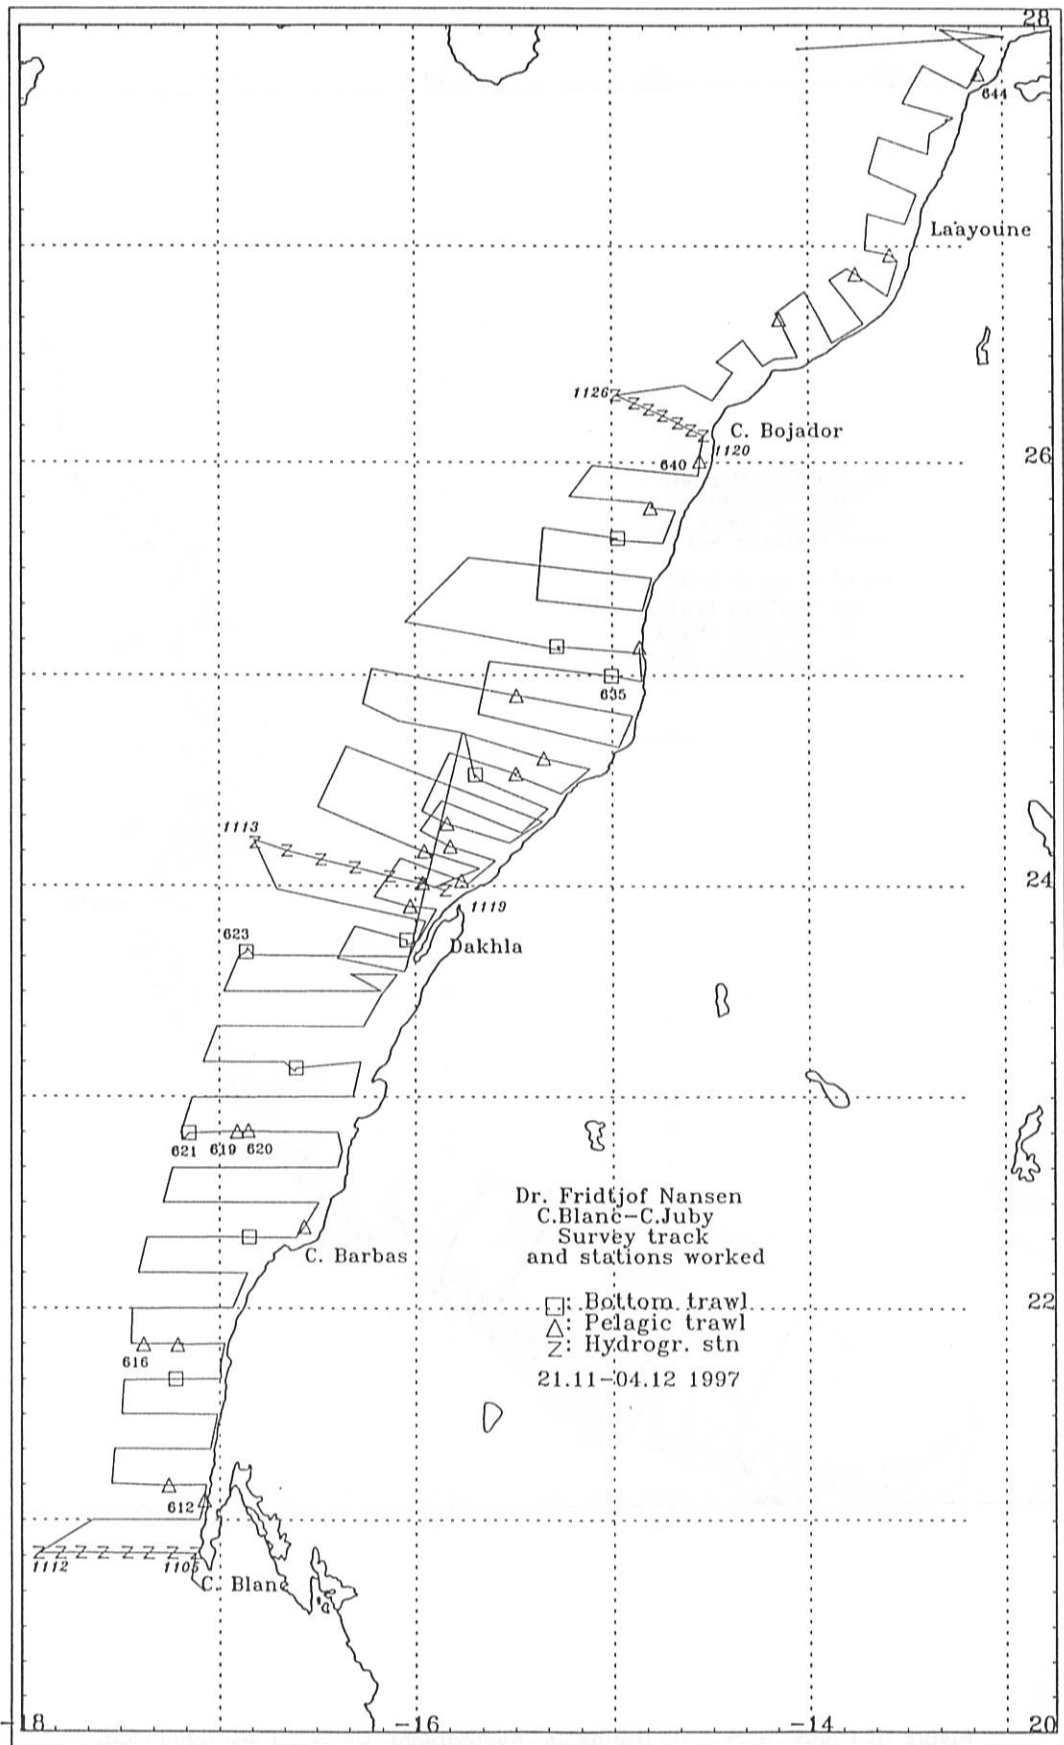 28
644
Laayoune
1126
C. Bojador
1120
640
26
635
1113
24
1119
623
Dakhla
621 619 620
Dr. Fridtjof Nansen
C.Blanc-C.Juby
Survey track
and stations worked
C. Barbas
□: Bottom trawl
△: Pelagic trawl
Z: Hydrogr. stn
22
616
21.11-04.12 1997
612
1112 1105
C. Blanc
-18 -16 -14 20